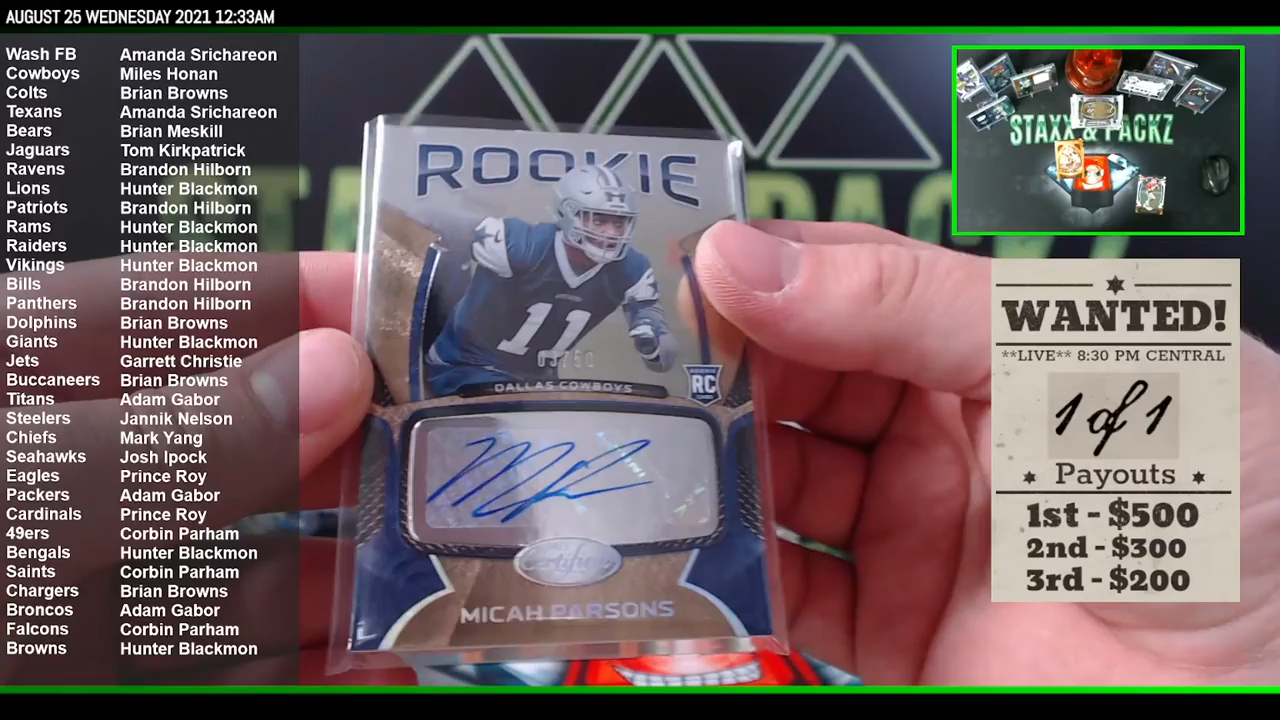 AUGUST 25 WEDNESDAY 2021 12:33AM
Wash FB Amanda Srichareon
Cowboys Miles Honan
Colts Brian Browns
Texans Amanda Srichareon
Bears Brian Meskill
Jaguars Tom Kirkpatrick
Ravens Brandon Hilborn
Lions Hunter Blackmon
Patriots Brandon Hilborn
Rams Hunter Blackmon
Raiders Hunter Blackmon
Vikings Hunter Blackmon
Bills Brandon Hilborn
Panthers Brandon Hilborn
Dolphins Brian Browns
Giants Hunter Blackmon
Jets Garrett Christie
Buccaneers Brian Browns
Titans Adam Gabor
Steelers Jannik Nelson
Chiefs Mark Yang
Seahawks Josh Ipock
Eagles Prince Roy
Packers Adam Gabor
Cardinals Prince Roy
49ers Corbin Parham
Bengals Hunter Blackmon
Saints Corbin Parham
Chargers Brian Browns
Broncos Adam Gabor
Falcons Corbin Parham
Browns Hunter Blackmon
ROOKIE
11
DALLAS COWBOYS
RC
Certified
MICAH PARSONS
STAXX & PACKZ
WANTED!
**LIVE** 8:30 PM CENTRAL
1 of 1
Payouts
1st - $500
2nd - $300
3rd - $200